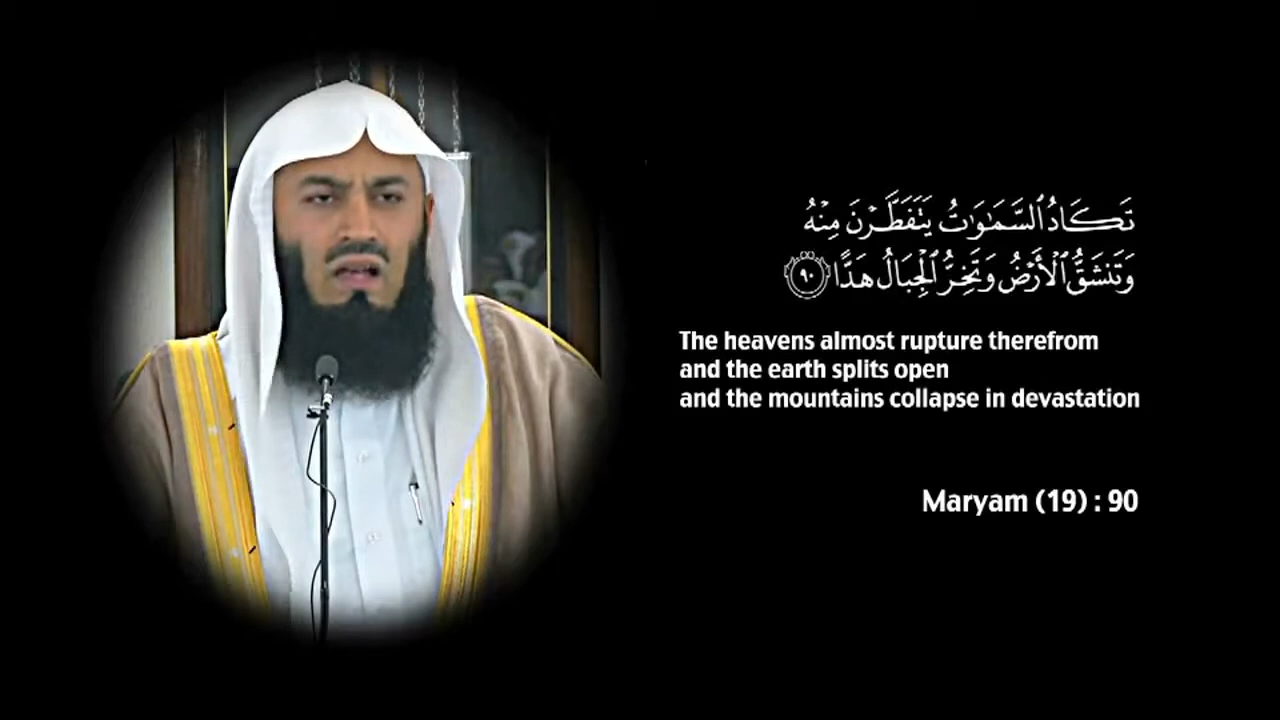 تَكَادُ ٱلسَّمَٰوَٰتُ يَتَفَطَّرْنَ مِنْهُ
وَتَنشَقُّ ٱلْأَرْضُ وَتَخِرُّ ٱلْجِبَالُ هَدًّا ٩٠
The heavens almost rupture therefrom
and the earth splits open
and the mountains collapse in devastation
Maryam (19) : 90